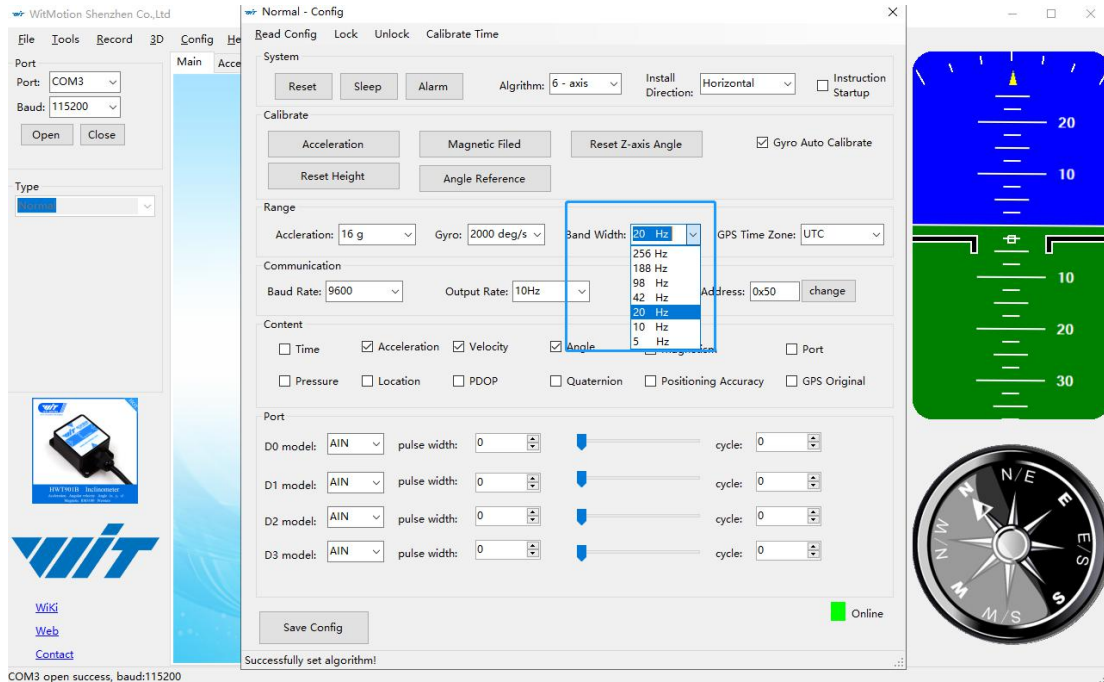 WitMotion Shenzhen Co.,Ltd
File Tools Record 3D Config He
Port
Port: COM3
Baud: 115200
Open Close
Type
Normal
WIT
HWT901B Inclinometer
WIT
WiKi
Web
Contact
COM3 open success, baud:115200
Main Acce
Normal - Config
Read Config Lock Unlock Calibrate Time
System
Reset Sleep Alarm Algrithm: 6 - axis Install Direction: Horizontal Instruction Startup
Calibrate
Acceleration Magnetic Filed Reset Z-axis Angle Gyro Auto Calibrate
Reset Height Angle Reference
Range
Accleration: 16 g Gyro: 2000 deg/s Band Width: 20 Hz GPS Time Zone: UTC
256 Hz
188 Hz
98 Hz
42 Hz
20 Hz
10 Hz
5 Hz
Communication
Baud Rate: 9600 Output Rate: 10Hz Address: 0x50 change
Content
Time Acceleration Velocity Angle Magnetism Port
Pressure Location PDOP Quaternion Positioning Accuracy GPS Original
Port
D0 model: AIN pulse width: 0 cycle: 0
D1 model: AIN pulse width: 0 cycle: 0
D2 model: AIN pulse width: 0 cycle: 0
D3 model: AIN pulse width: 0 cycle: 0
Save Config Online
Successfully set algorithm!
20
10
10
20
30
N N/E E E/S S W/S W N/W